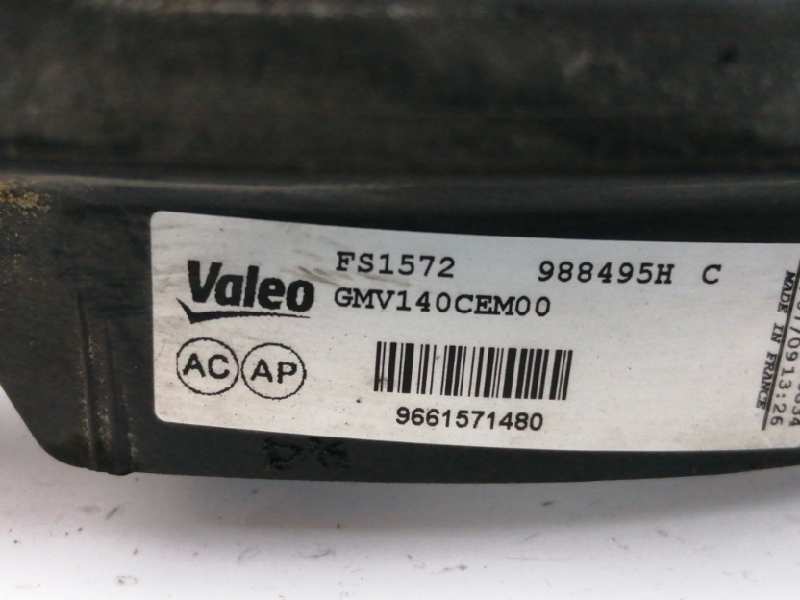 Valeo
FS1572 988495H C
GMV140CEM00
AC AP
9661571480
MADE IN FRANCE